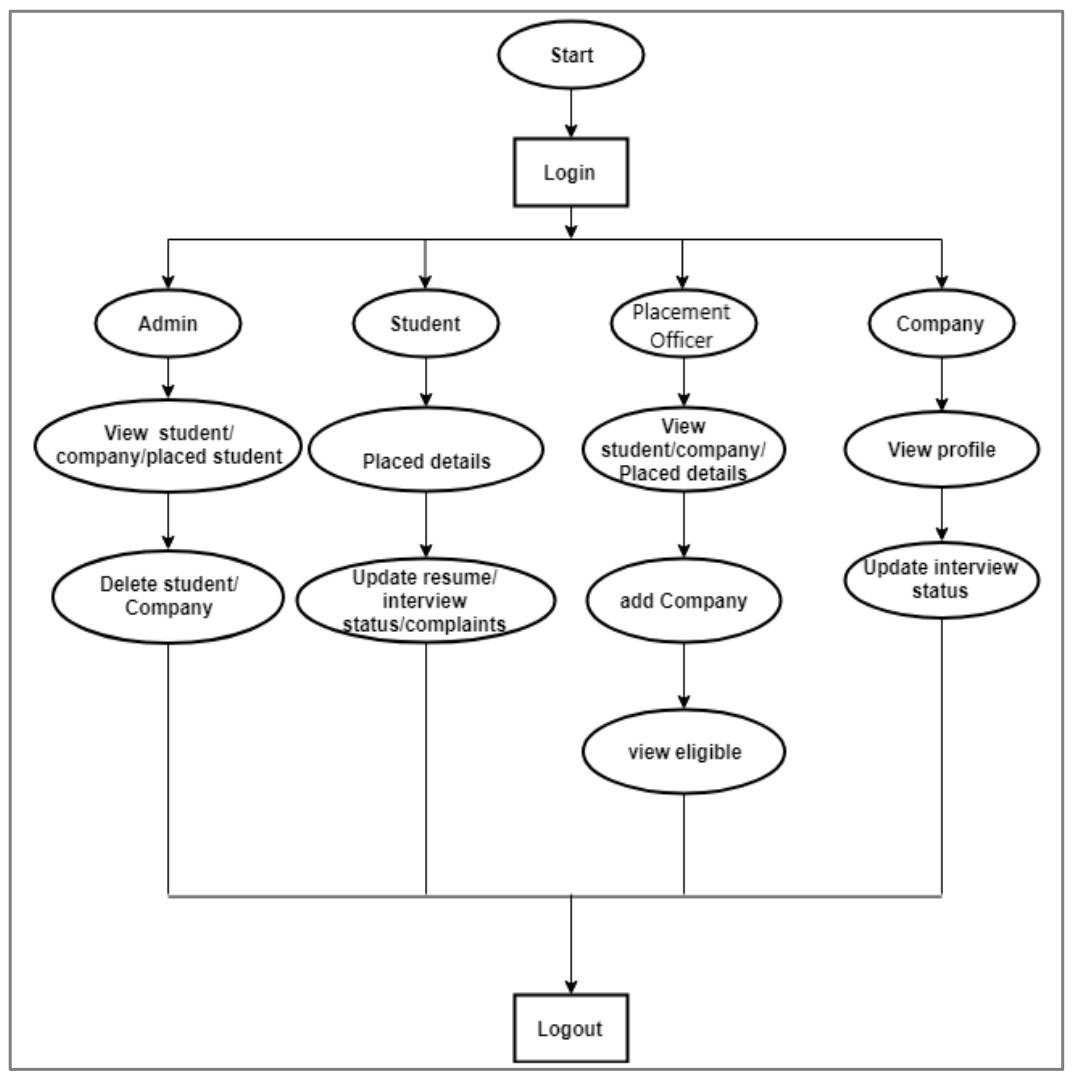 Start
Login
Admin
Student
Placement
Officer
Company
View student/
company/placed student
Placed details
View
student/company/
Placed details
View profile
Delete student/
Company
Update resume/
interview
status/complaints
add Company
Update interview
status
view eligible
Logout